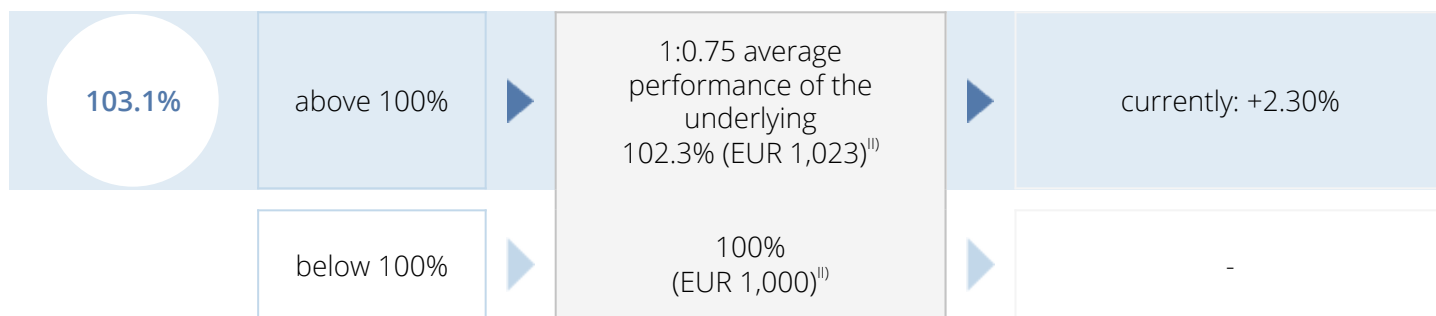 103.1%
above 100%
1:0.75 average
performance of the
underlying
102.3% (EUR 1,023)II)
currently: +2.30%
below 100%
100%
(EUR 1,000)II)
-